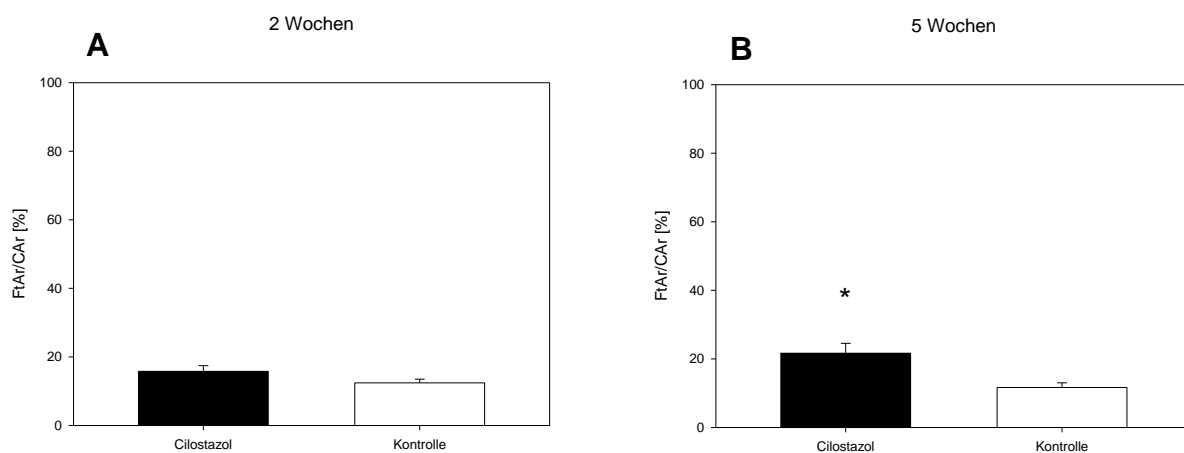 2 Wochen
A
FtAr/CAr [%]
100
80
60
40
20
0
Cilostazol
Kontrolle
5 Wochen
B
FtAr/CAr [%]
100
80
60
40
20
0
*
Cilostazol
Kontrolle